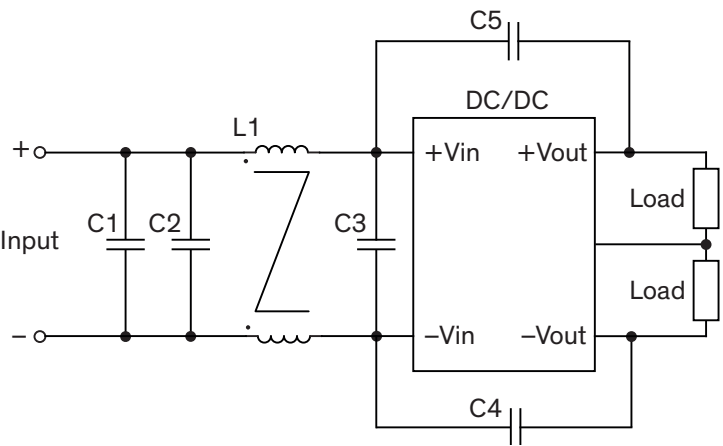 C5
DC/DC
L1
+
+Vin
+Vout
Load
Input
C1
C2
C3
Load
–
–Vin
–Vout
C4